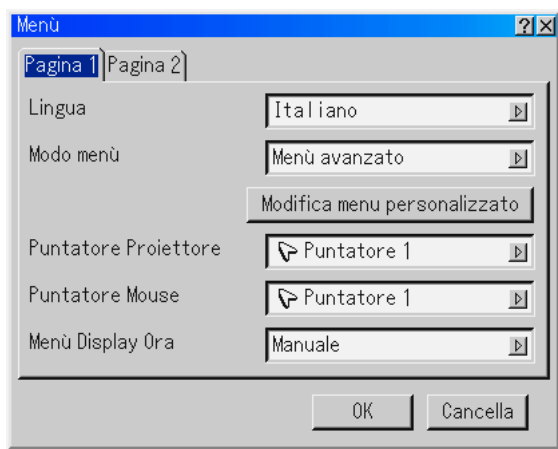 Menù
Pagina 1 Pagina 2
Lingua Italiano
Modo menù Menù avanzato
Modifica menu personalizzato
Puntatore Proiettore Puntatore 1
Puntatore Mouse Puntatore 1
Menù Display Ora Manuale
OK Cancella